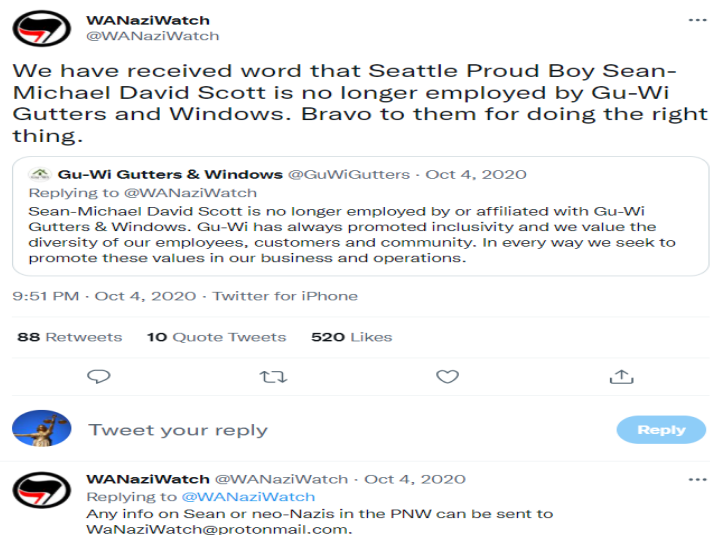 WANaziWatch
@WANaziWatch
We have received word that Seattle Proud Boy Sean-
Michael David Scott is no longer employed by Gu-Wi
Gutters and Windows. Bravo to them for doing the right
thing.
Gu-Wi Gutters & Windows @GuWiGutters · Oct 4, 2020
Replying to @WANaziWatch
Sean-Michael David Scott is no longer employed by or affiliated with Gu-Wi
Gutters & Windows. Gu-Wi has always promoted inclusivity and we value the
diversity of our employees, customers and community. In every way we seek to
promote these values in our business and operations.
9:51 PM · Oct 4, 2020 · Twitter for iPhone
88 Retweets 10 Quote Tweets 520 Likes
Tweet your reply
Reply
WANaziWatch @WANaziWatch · Oct 4, 2020
Replying to @WANaziWatch
Any info on Sean or neo-Nazis in the PNW can be sent to
WaNaziWatch@protonmail.com.